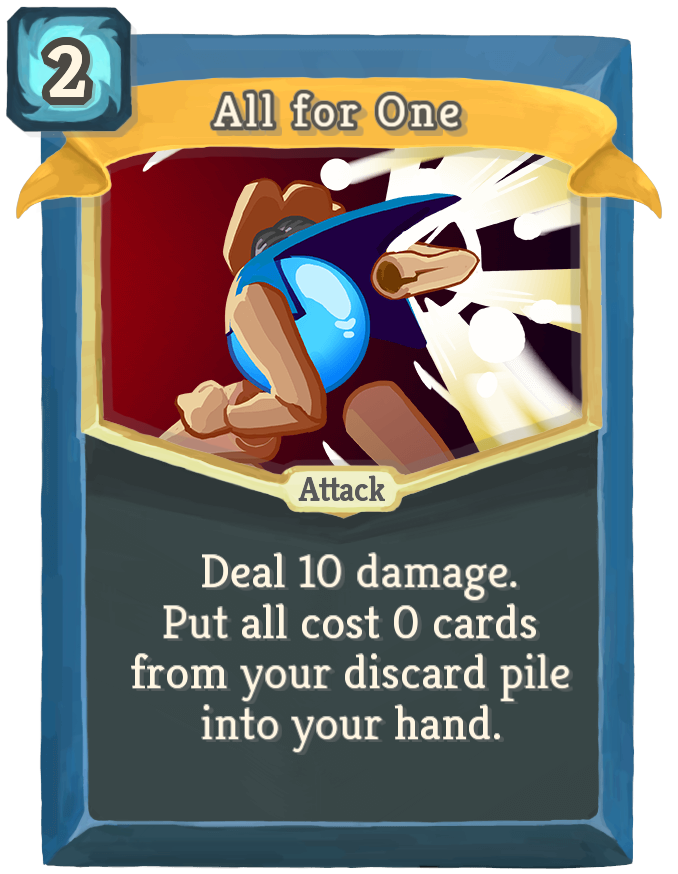 2
All for One
Attack
Deal 10 damage.
Put all cost 0 cards
from your discard pile
into your hand.